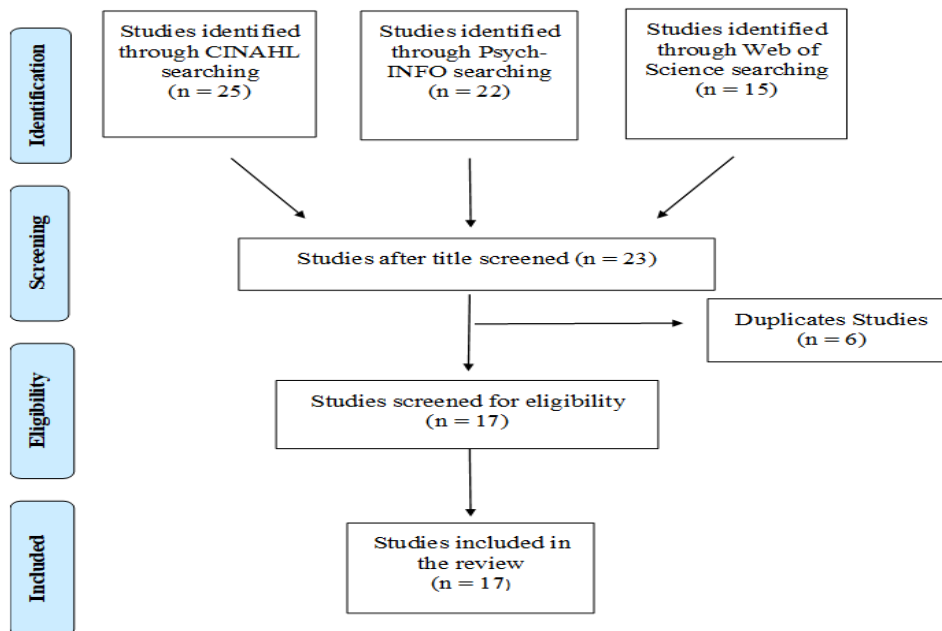 Identification
Studies identified
through CINAHL
searching
(n = 25)
Studies identified
through Psych-
INFO searching
(n = 22)
Studies identified
through Web of
Science searching
(n = 15)
Screening
Studies after title screened (n = 23)
Duplicates Studies
(n = 6)
Eligibility
Studies screened for eligibility
(n = 17)
Included
Studies included in
the review
(n = 17)